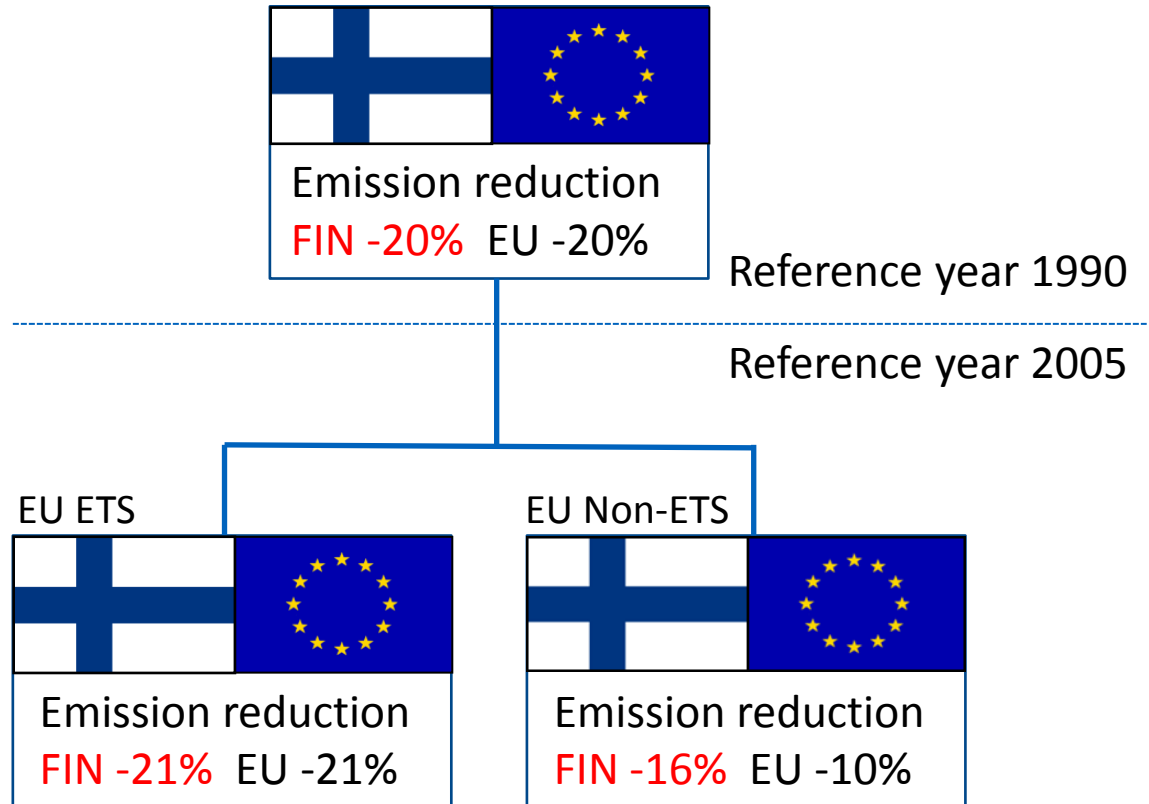 Emission reduction
FIN -20% EU -20%
Reference year 1990
Reference year 2005
EU ETS
Emission reduction
FIN -21% EU -21%
EU Non-ETS
Emission reduction
FIN -16% EU -10%